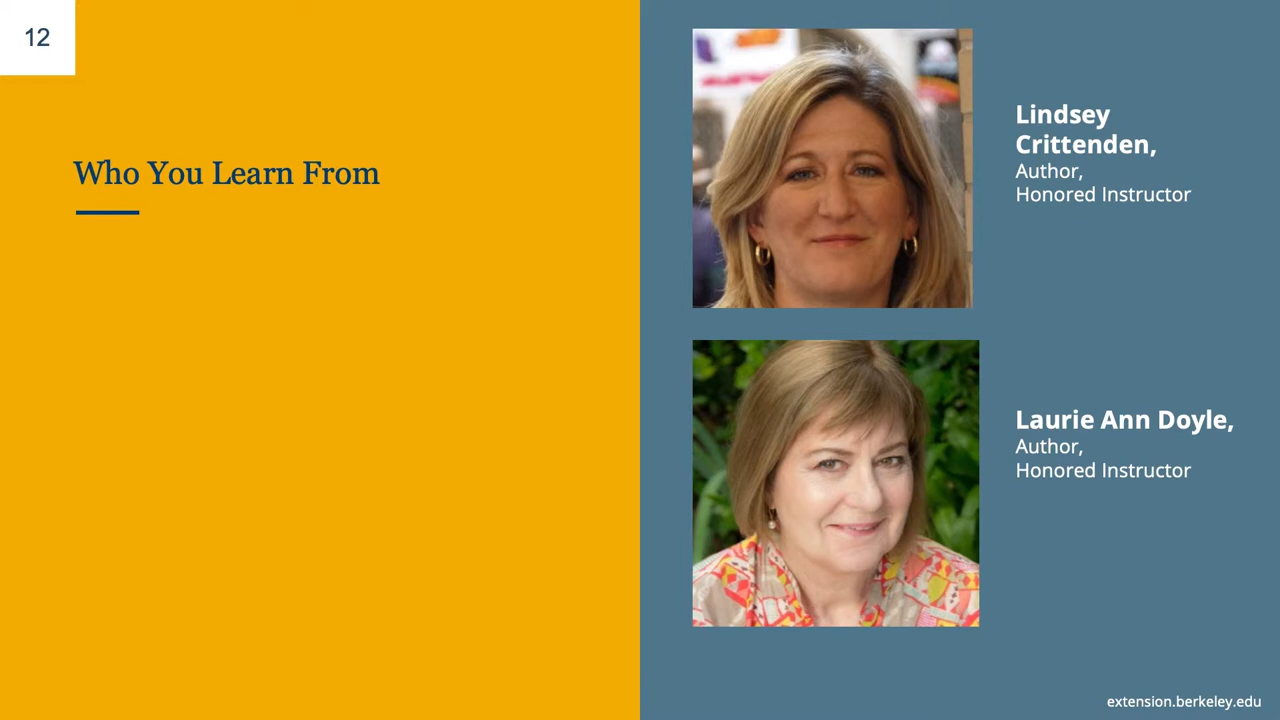 12
Who You Learn From
Lindsey
Crittenden,
Author,
Honored Instructor
Laurie Ann Doyle,
Author,
Honored Instructor
extension.berkeley.edu